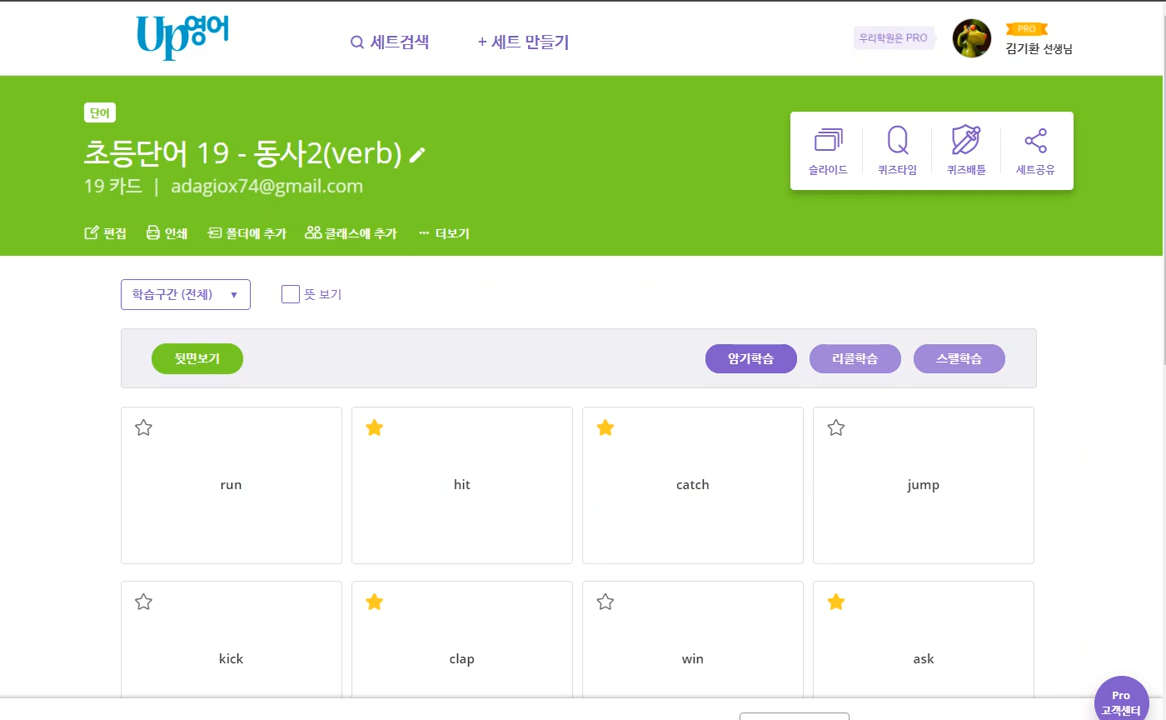 Up영어
세트검색
+ 세트 만들기
우리학원은 PRO
PRO
김기환 선생님
단어
초등단어 19 - 동사2(verb)
19 카드 | adagiox74@gmail.com
슬라이드
퀴즈타임
퀴즈배틀
세트공유
편집
인쇄
폴더에 추가
클래스에 추가
··· 더보기
학습구간 (전체) ▼
뜻 보기
뒷면보기
암기학습
리콜학습
스펠학습
run
hit
catch
jump
kick
clap
win
ask
Pro
고객센터